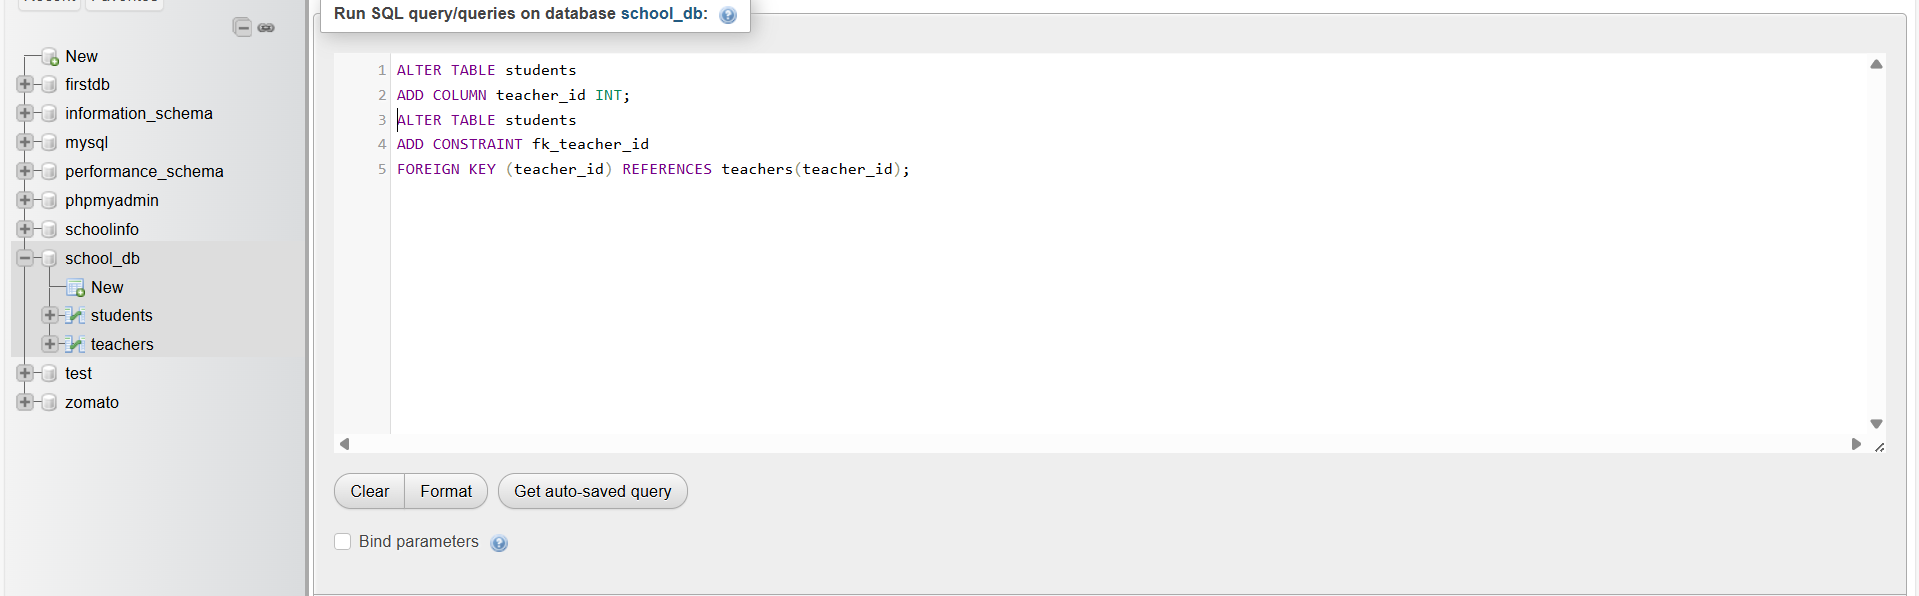 Run SQL query/queries on database school_db:
New
firstdb
information_schema
mysql
performance_schema
phpmyadmin
schoolinfo
school_db
New
students
teachers
test
zomato
1 ALTER TABLE students
2 ADD COLUMN teacher_id INT;
3 ALTER TABLE students
4 ADD CONSTRAINT fk_teacher_id
5 FOREIGN KEY (teacher_id) REFERENCES teachers(teacher_id);
Clear Format Get auto-saved query
Bind parameters